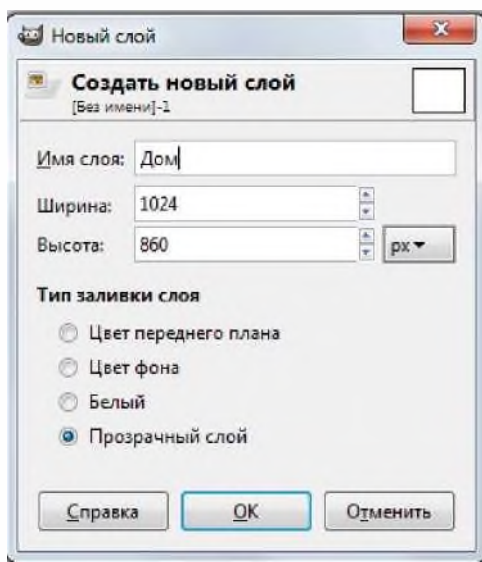 Новый слой
Создать новый слой
[Без имени]-1
Имя слоя: Дом
Ширина: 1024
Высота: 860 px
Тип заливки слоя
Цвет переднего плана
Цвет фона
Белый
Прозрачный слой
Справка OK Отменить